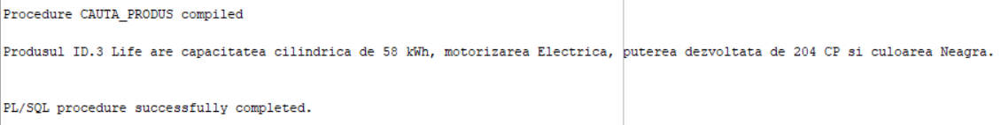 Procedure CAUTA_PRODUS compiled
Produsul ID.3 Life are capacitatea cilindrica de 58 kWh, motorizarea Electrica, puterea dezvoltata de 204 CP si culoarea Neagra.
PL/SQL procedure successfully completed.